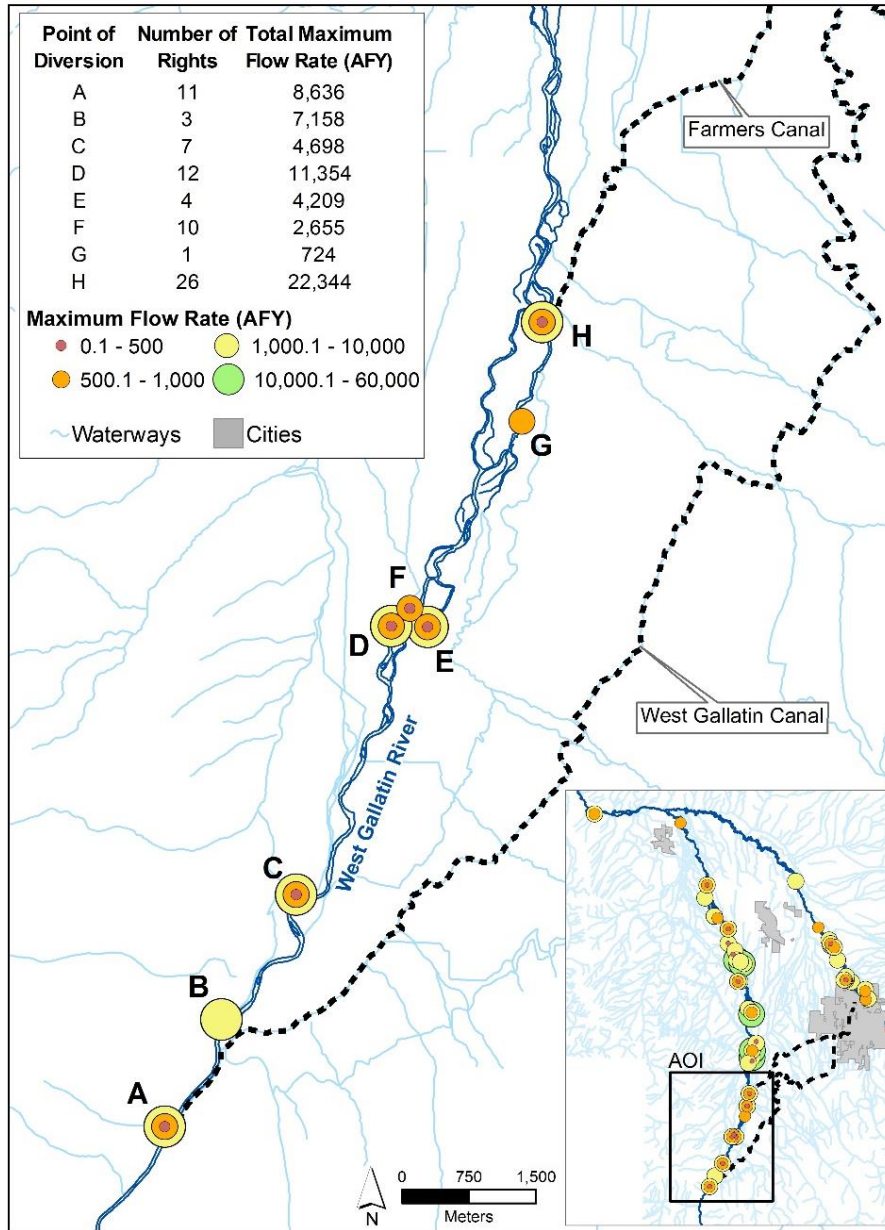 Point of Diversion Number of Rights Total Maximum Flow Rate (AFY)
A 11 8,636
B 3 7,158
C 7 4,698
D 12 11,354
E 4 4,209
F 10 2,655
G 1 724
H 26 22,344
Maximum Flow Rate (AFY)
0.1 - 500 1,000.1 - 10,000
500.1 - 1,000 10,000.1 - 60,000
Waterways Cities
Farmers Canal
H
G
F
D
E
West Gallatin Canal
West Gallatin River
C
B
A
AOI
N
0 750 1,500
Meters